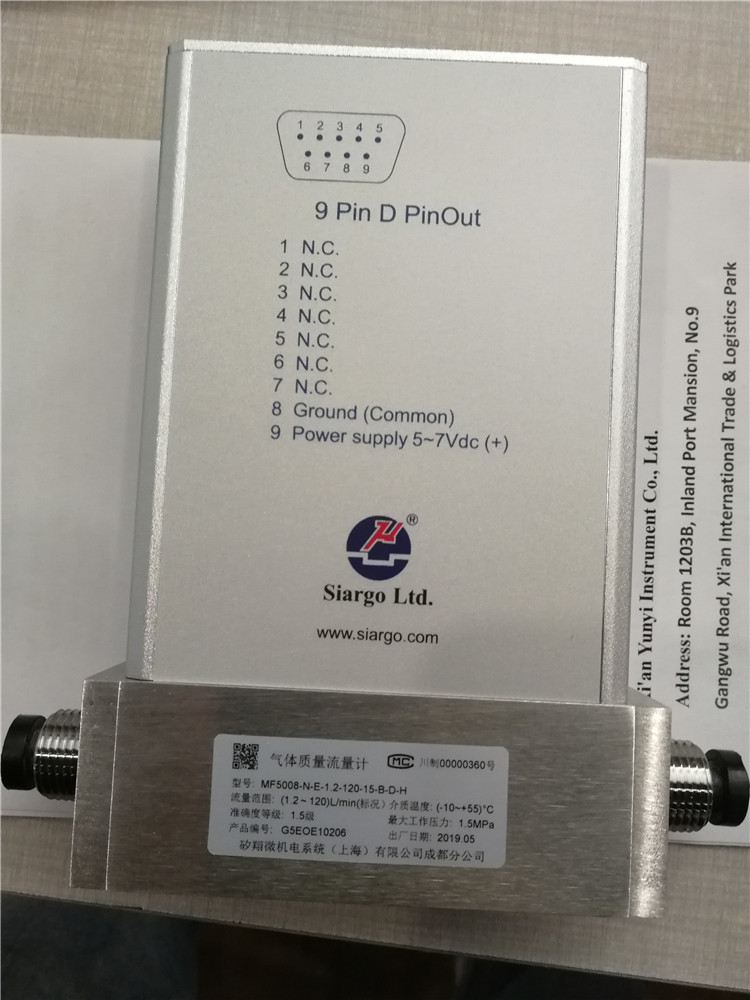 1 2 3 4 5
6 7 8 9
9 Pin D PinOut
1 N.C.
2 N.C.
3 N.C.
4 N.C.
5 N.C.
6 N.C.
7 N.C.
8 Ground (Common)
9 Power supply 5~7Vdc (+)
®
Siargo Ltd.
www.siargo.com
气体质量流量计 MC 川制00000360号
型号: MF5008-N-E-1.2-120-15-B-D-H
流量范围: (1.2~120)L/min(标况) 介质温度: (-10~+55)°C
准确度等级: 1.5级 最大工作压力: 1.5MPa
产品编号: G5EOE10206 出厂日期: 2019.05
矽翔微机电系统（上海）有限公司成都分公司
Yunyi Instrument Co., Ltd.
Address: Room 1203B, Inland Port Mansion, No.9
Gangwu Road, Xi'an International Trade & Logistics Park